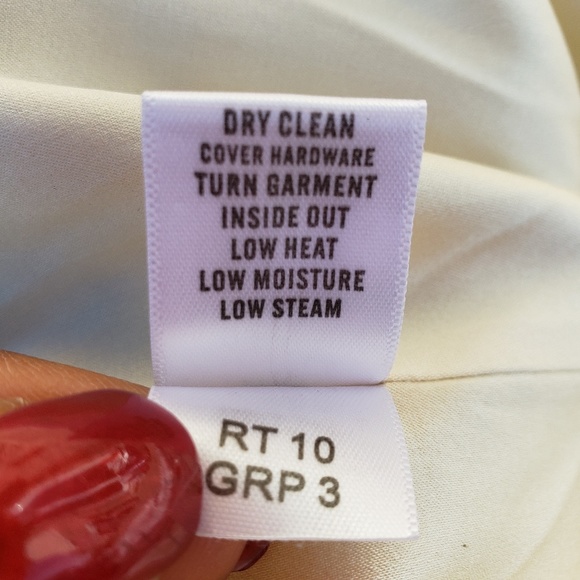 DRY CLEAN
COVER HARDWARE
TURN GARMENT
INSIDE OUT
LOW HEAT
LOW MOISTURE
LOW STEAM
RT 10
GRP 3